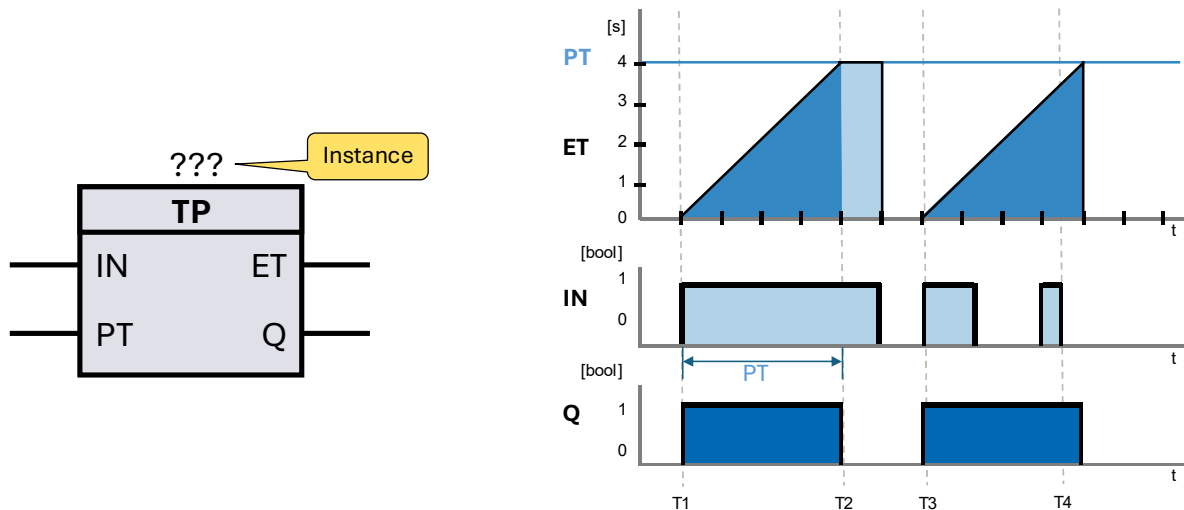 ???
Instance
TP
IN ET
PT Q
[s]
PT
4
3
ET
2
1
0
t
[bool]
IN
1
0
t
PT
[bool]
Q
1
0
t
T1 T2 T3 T4